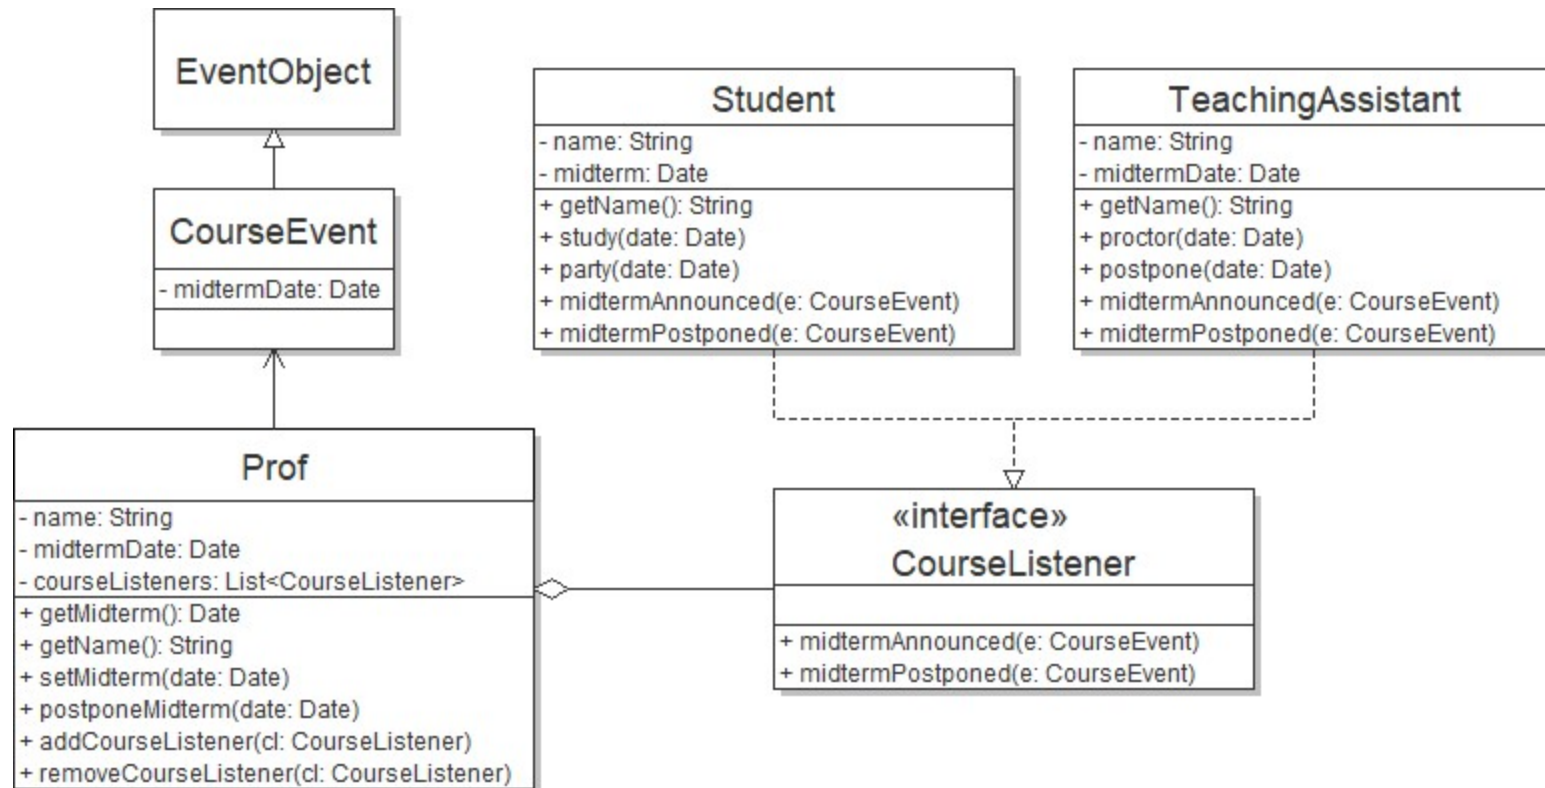 EventObject
CourseEvent
- midtermDate: Date
Student
- name: String
- midterm: Date
+ getName(): String
+ study(date: Date)
+ party(date: Date)
+ midtermAnnounced(e: CourseEvent)
+ midtermPostponed(e: CourseEvent)
TeachingAssistant
- name: String
- midtermDate: Date
+ getName(): String
+ proctor(date: Date)
+ postpone(date: Date)
+ midtermAnnounced(e: CourseEvent)
+ midtermPostponed(e: CourseEvent)
Prof
- name: String
- midtermDate: Date
- courseListeners: List<CourseListener>
+ getMidterm(): Date
+ getName(): String
+ setMidterm(date: Date)
+ postponeMidterm(date: Date)
+ addCourseListener(cl: CourseListener)
+ removeCourseListener(cl: CourseListener)
«interface»
CourseListener
+ midtermAnnounced(e: CourseEvent)
+ midtermPostponed(e: CourseEvent)